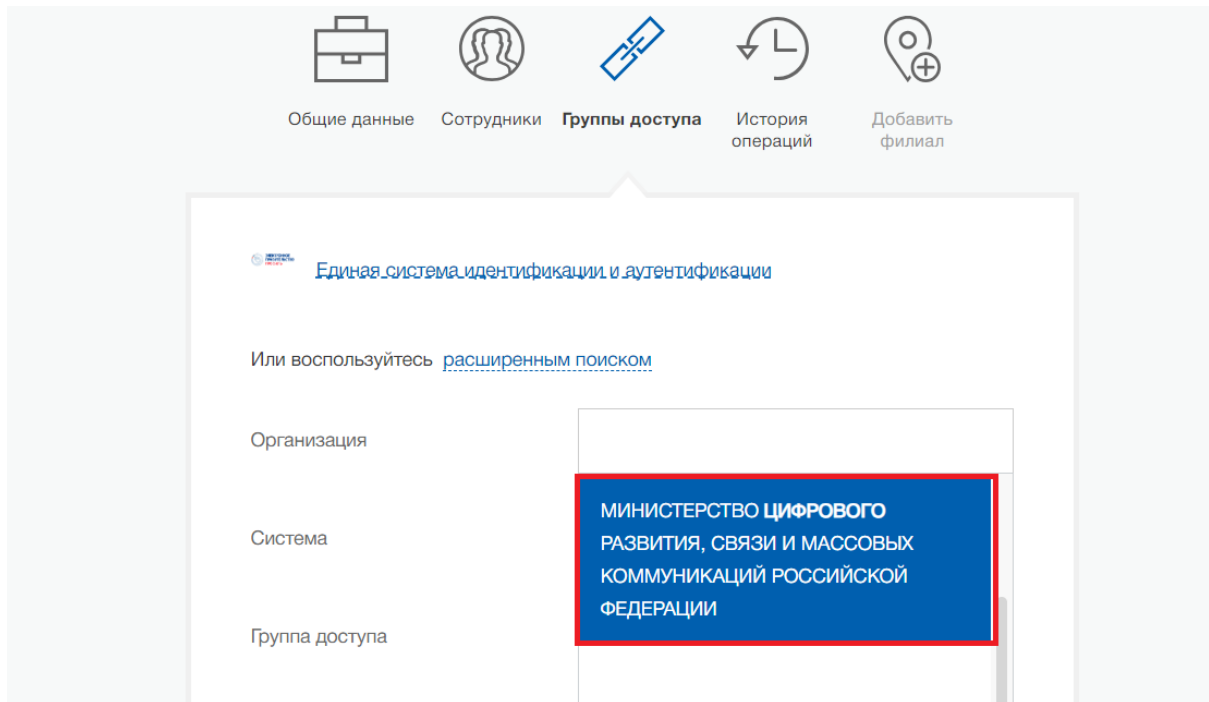 Общие данные
Сотрудники
Группы доступа
История
операций
Добавить
филиал
Единая система идентификации и аутентификации
Или воспользуйтесь расширенным поиском
Организация
МИНИСТЕРСТВО ЦИФРОВОГО
РАЗВИТИЯ, СВЯЗИ И МАССОВЫХ
КОММУНИКАЦИЙ РОССИЙСКОЙ
ФЕДЕРАЦИИ
Система
Группа доступа